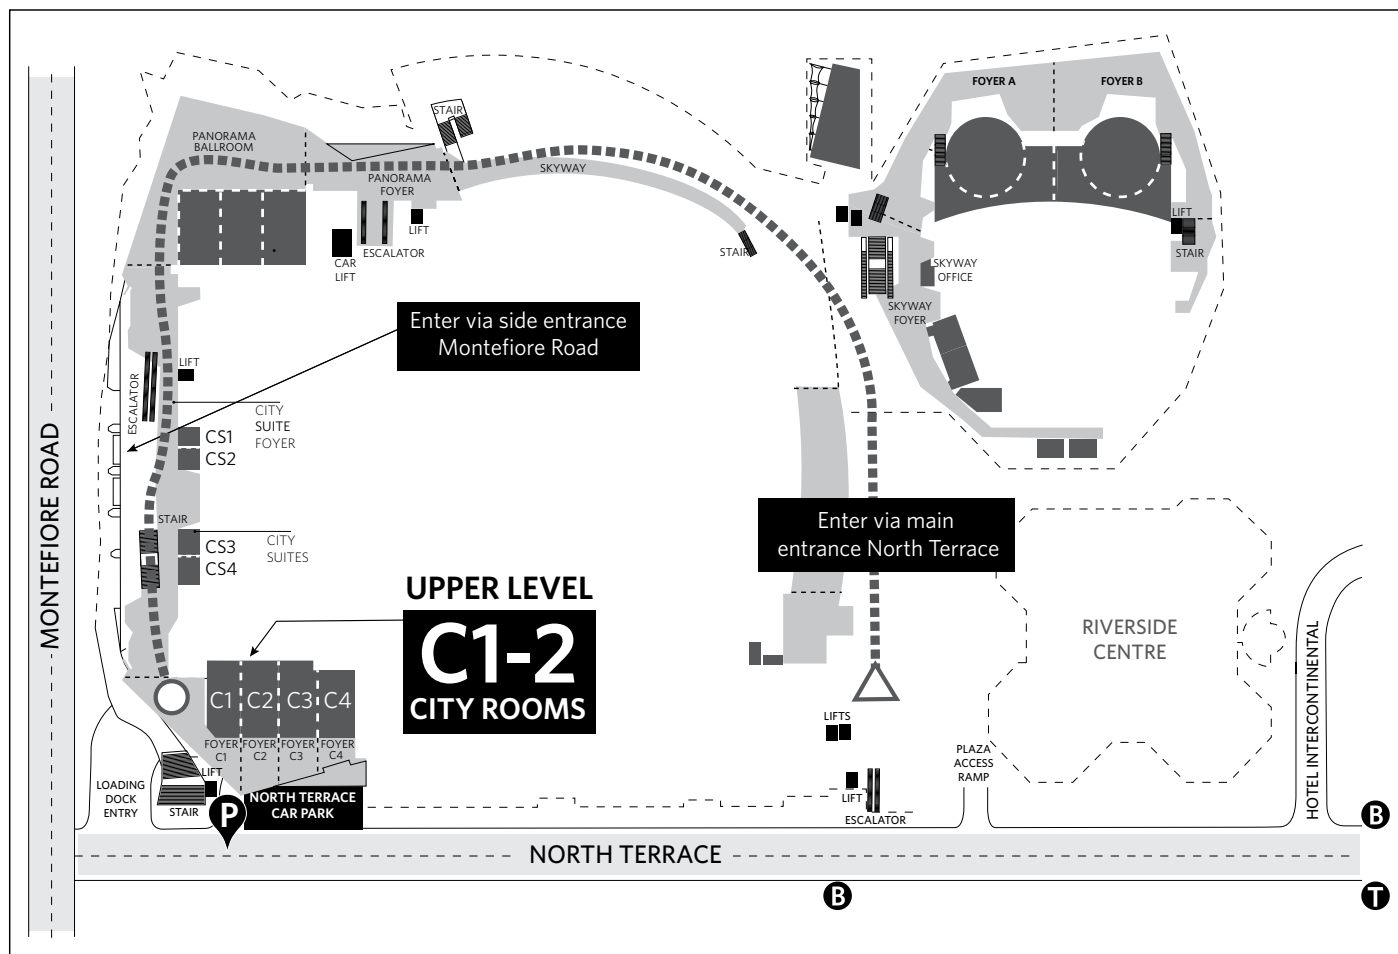 FOYER A
FOYER B
STAIR
PANORAMA
BALLROOM
PANORAMA
FOYER
SKYWAY
LIFT
CAR
LIFT
ESCALATOR
STAIR
SKYWAY
OFFICE
SKYWAY
FOYER
LIFT
STAIR
Enter via side entrance
Montefiore Road
LIFT
ESCALATOR
CITY
SUITE
FOYER
CS1
CS2
STAIR
CITY
SUITES
CS3
CS4
MONTEFIORE ROAD
Enter via main
entrance North Terrace
UPPER LEVEL
C1-2
CITY ROOMS
C1
C2
C3
C4
FOYER
C1
FOYER
C2
FOYER
C3
FOYER
C4
RIVERSIDE
CENTRE
HOTEL INTERCONTINENTAL
LIFTS
PLAZA
ACCESS
RAMP
LIFT
ESCALATOR
LOADING
DOCK
ENTRY
LIFT
STAIR
NORTH TERRACE
CAR PARK
P
NORTH TERRACE
B
B
T